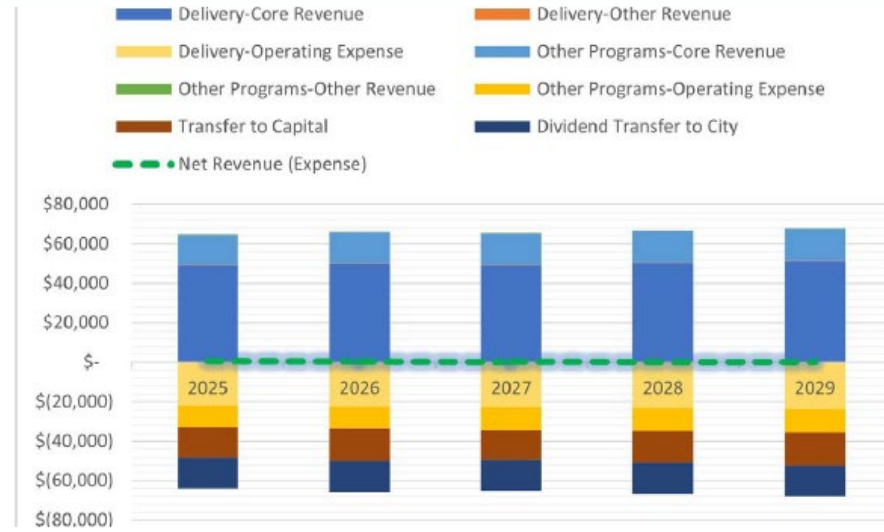 Delivery-Core Revenue Delivery-Other Revenue
Delivery-Operating Expense Other Programs-Core Revenue
Other Programs-Other Revenue Other Programs-Operating Expense
Transfer to Capital Dividend Transfer to City
Net Revenue (Expense)
$80,000
$60,000
$40,000
$20,000
$-
2025 2026 2027 2028 2029
$(20,000)
$(40,000)
$(60,000)
$(80,000)